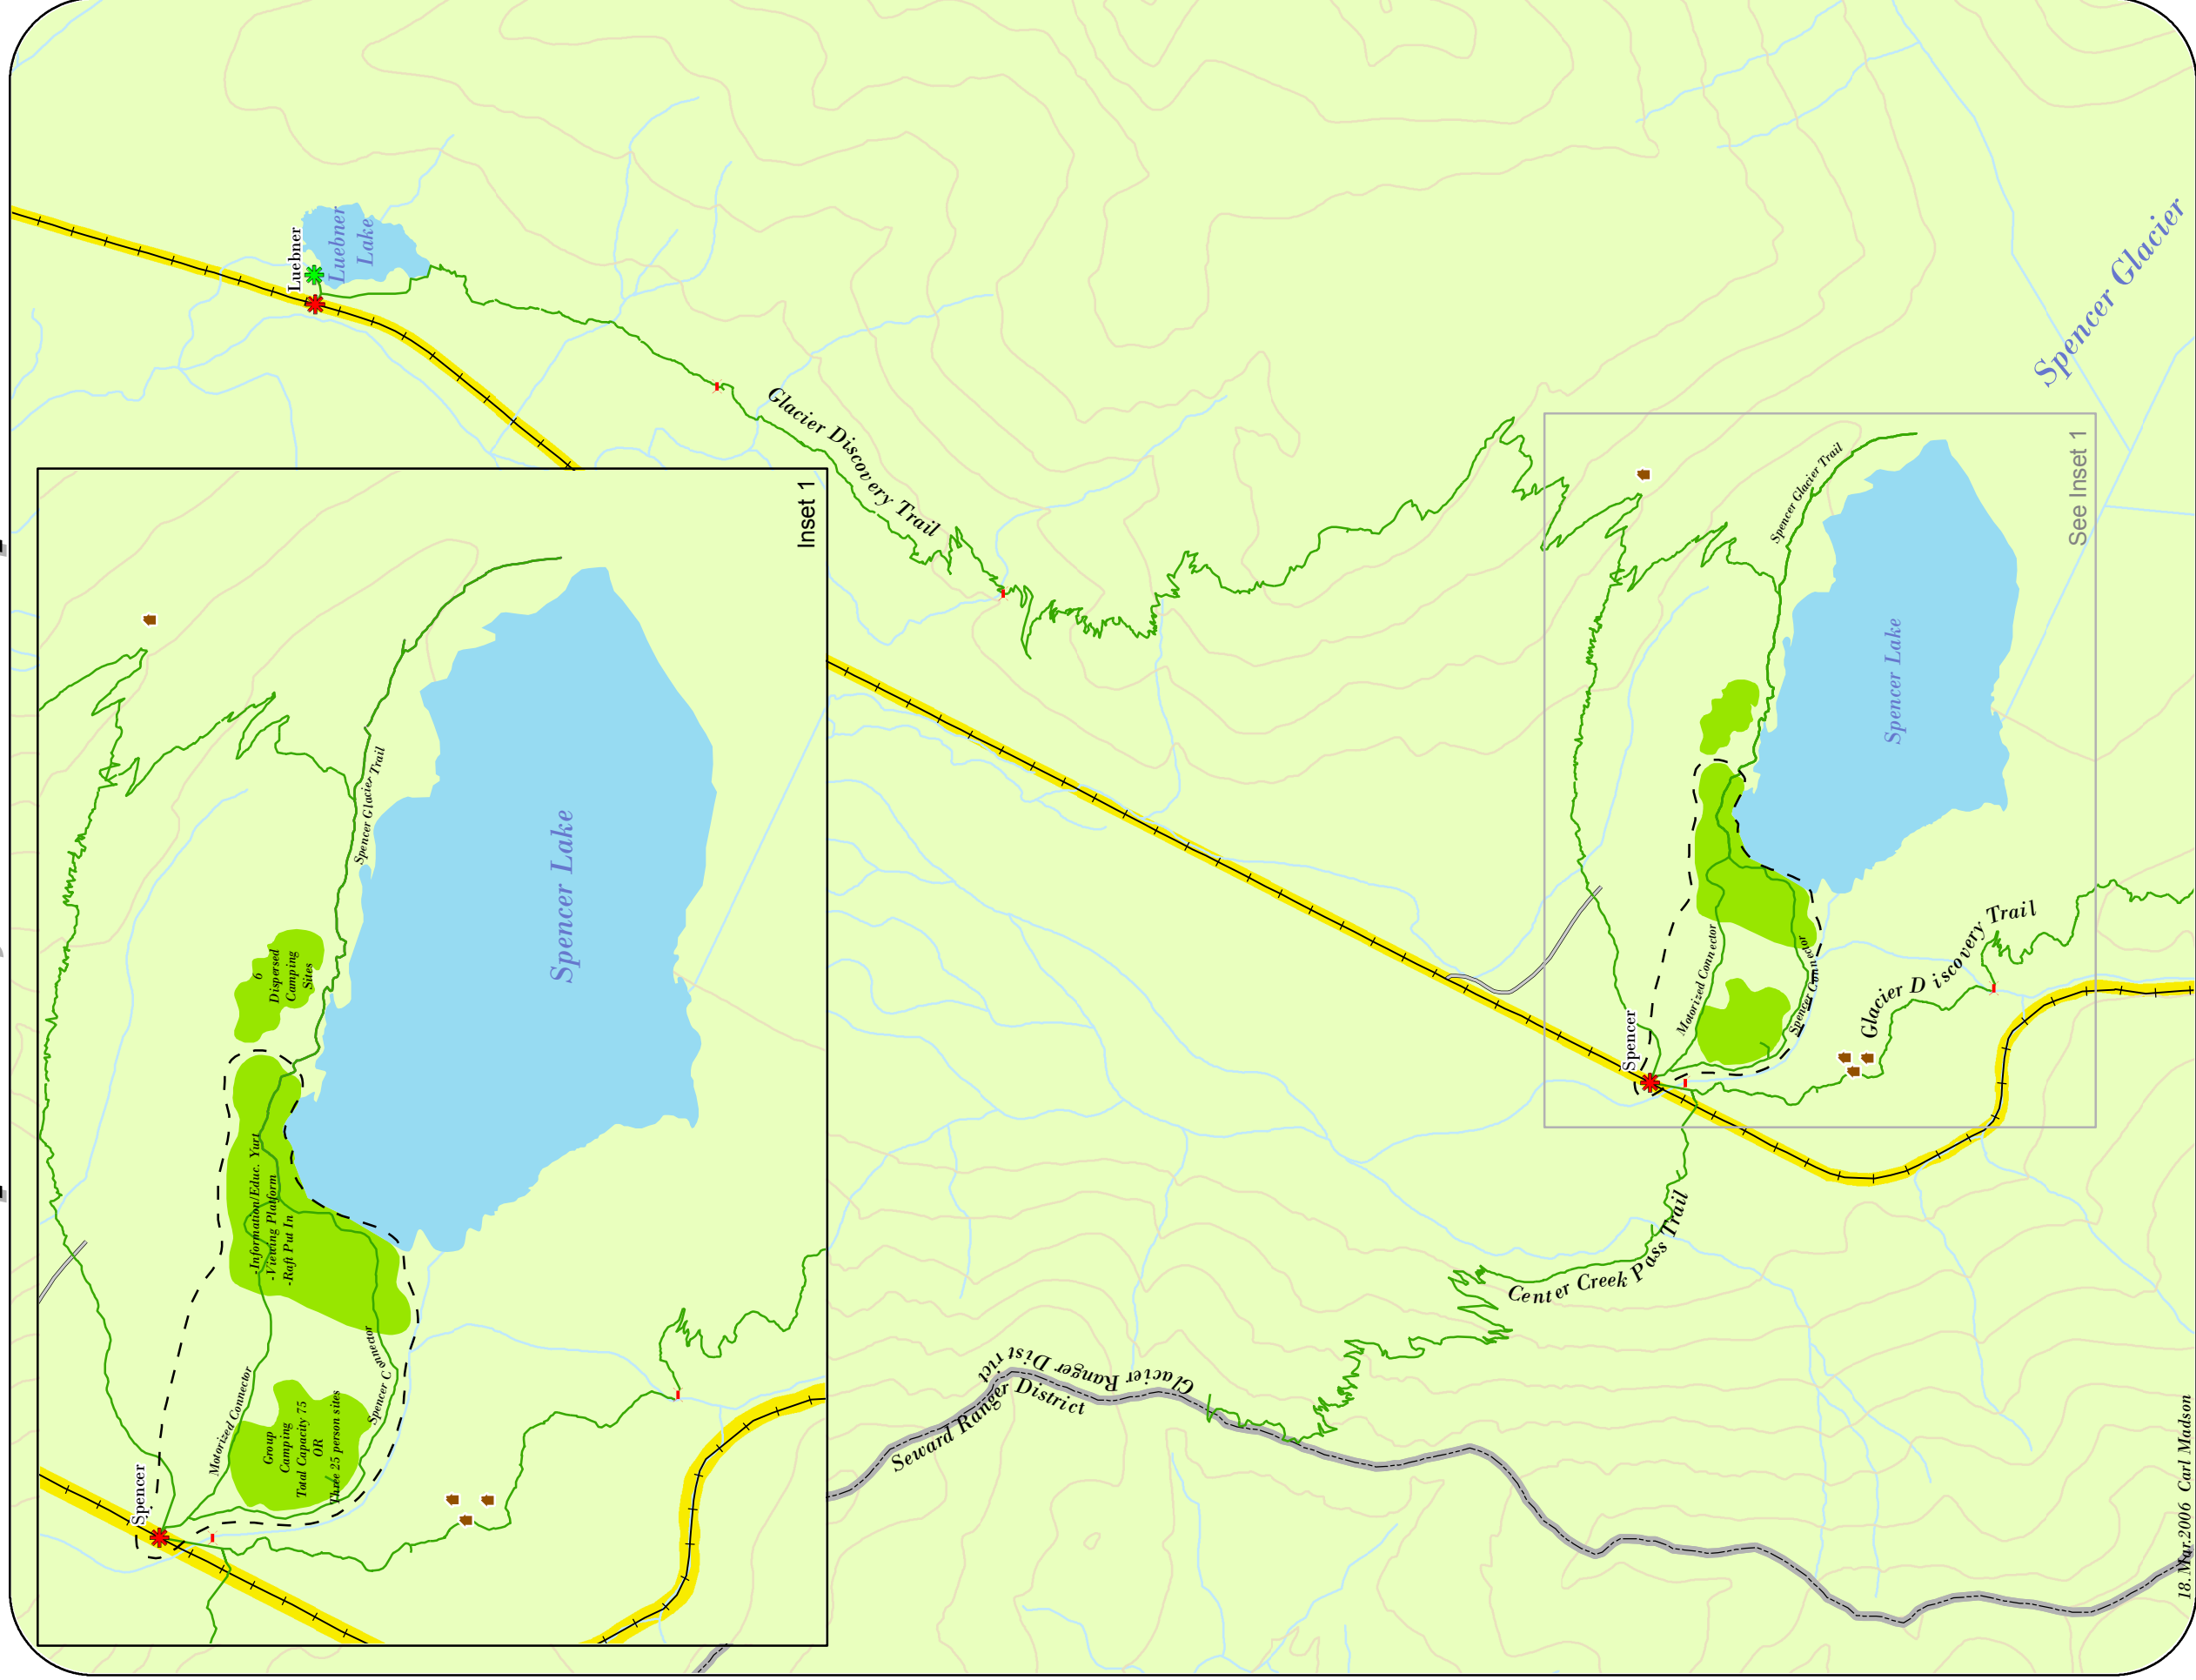 Luebner
Luebner
Lake
Glacier Discovery Trail
Spencer Glacier
See Inset 1
Spencer Glacier Trail
Spencer Lake
Motorized Connector
Spencer Connector
Spencer
Glacier Discovery Trail
Center Creek Pass Trail
Glacier Ranger District
Seward Ranger District
18.Mar.2006 Carl Madson
Inset 1
Spencer Glacier Trail
Spencer Lake
6
Dispersed
Camping
Sites
-Information/Educ. Yurt
-Viewing Platform
-Raft Put In
Motorized Connector
Spencer Connector
Group
Camping
Total Capacity 75
OR
Three 25 person sites
Spencer